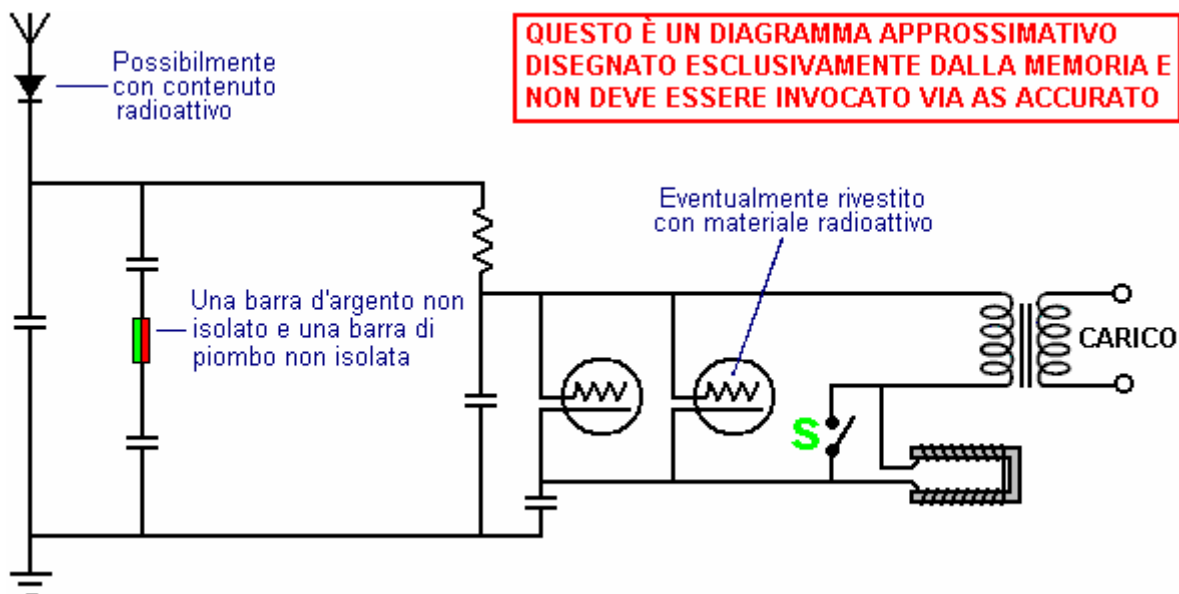 QUESTO È UN DIAGRAMMA APPROSSIMATIVO
DISEGNATO ESCLUSIVAMENTE DALLA MEMORIA E
NON DEVE ESSERE INVOCATO VIA AS ACCURATO
Possibilmente
con contenuto
radioattivo
Eventualmente rivestito
con materiale radioattivo
Una barra d'argento non
isolato e una barra di
piombo non isolata
CARICO
S